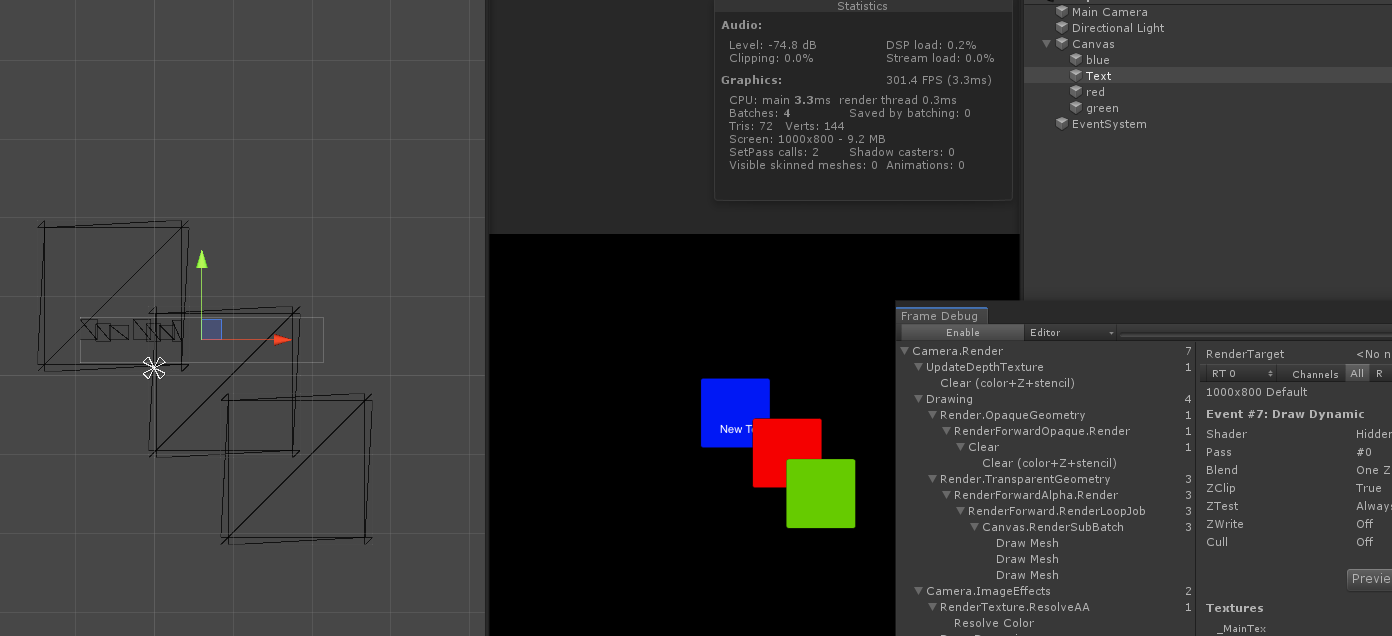 Statistics
Audio:
Level: -74.8 dB DSP load: 0.2%
Clipping: 0.0% Stream load: 0.0%
Graphics: 301.4 FPS (3.3ms)
CPU: main 3.3ms render thread 0.3ms
Batches: 4 Saved by batching: 0
Tris: 72 Verts: 144
Screen: 1000x800 - 9.2 MB
SetPass calls: 2 Shadow casters: 0
Visible skinned meshes: 0 Animations: 0
Main Camera
Directional Light
Canvas
blue
Text
red
green
EventSystem
New T
Frame Debug
Enable Editor
Camera.Render 7
UpdateDepthTexture 1
Clear (color+Z+stencil)
Drawing 4
Render.OpaqueGeometry 1
RenderForwardOpaque.Render 1
Clear 1
Clear (color+Z+stencil)
Render.TransparentGeometry 3
RenderForwardAlpha.Render 3
RenderForward.RenderLoopJob 3
Canvas.RenderSubBatch 3
Draw Mesh
Draw Mesh
Draw Mesh
Camera.ImageEffects 2
RenderTexture.ResolveAA 1
Resolve Color
RenderTarget <No n
RT 0 Channels All R
1000x800 Default
Event #7: Draw Dynamic
Shader Hidden
Pass #0
Blend One Z
ZClip True
ZTest Always
ZWrite Off
Cull Off
Previe
Textures
_MainTex